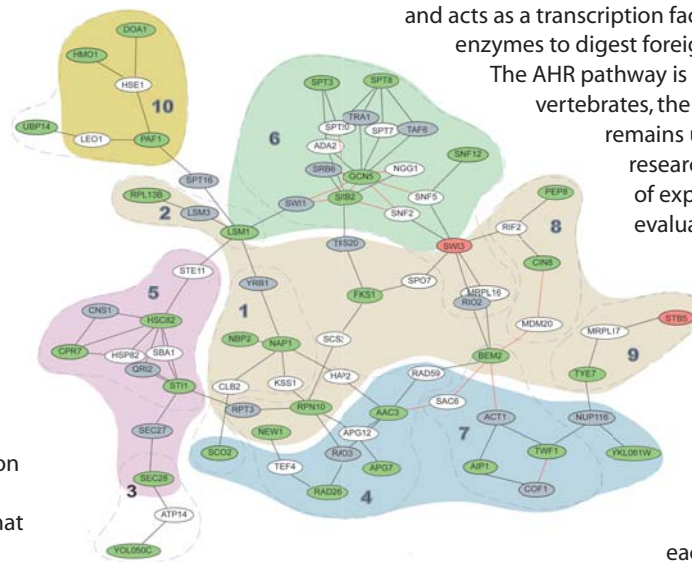 and acts as a transcription fac
enzymes to digest foreig
The AHR pathway is
vertebrates, the
remains u
resear
of exp
evalua
DOA1
HMO1
HSE1
10
UBP14
LEO1
PAF1
SPT16
SPT3
SPT8
TRA1
SPT20
SPT7
TAF6
6
ADA2
NGG1
SNF12
SRB6
GCN5
SWI1
SNF5
SNF2
PEP8
RPL13B
2
LSM3
LSM1
RIF2
8
SWI3
CIN8
STE11
SPO7
YRB1
5
CNS1
HSC82
1
FKS1
MRPL16
RIO2
STB5
MDM20
MRPL17
9
CPR7
HSP82
SBA1
QRI2
STI1
NBP2
NAP1
SCS2
BEM2
TYE7
CLB2
KSS1
HAP2
RAD59
SAC6
RPT3
RPN10
AAC3
ACT1
NUP116
7
SEC27
NEW1
APG12
SCO2
RAD3
TWF1
YKL061W
on
SEC28
TEF4
RAD26
APG7
4
AIP1
COF1
3
ATP14
hat
YOL050C
eac